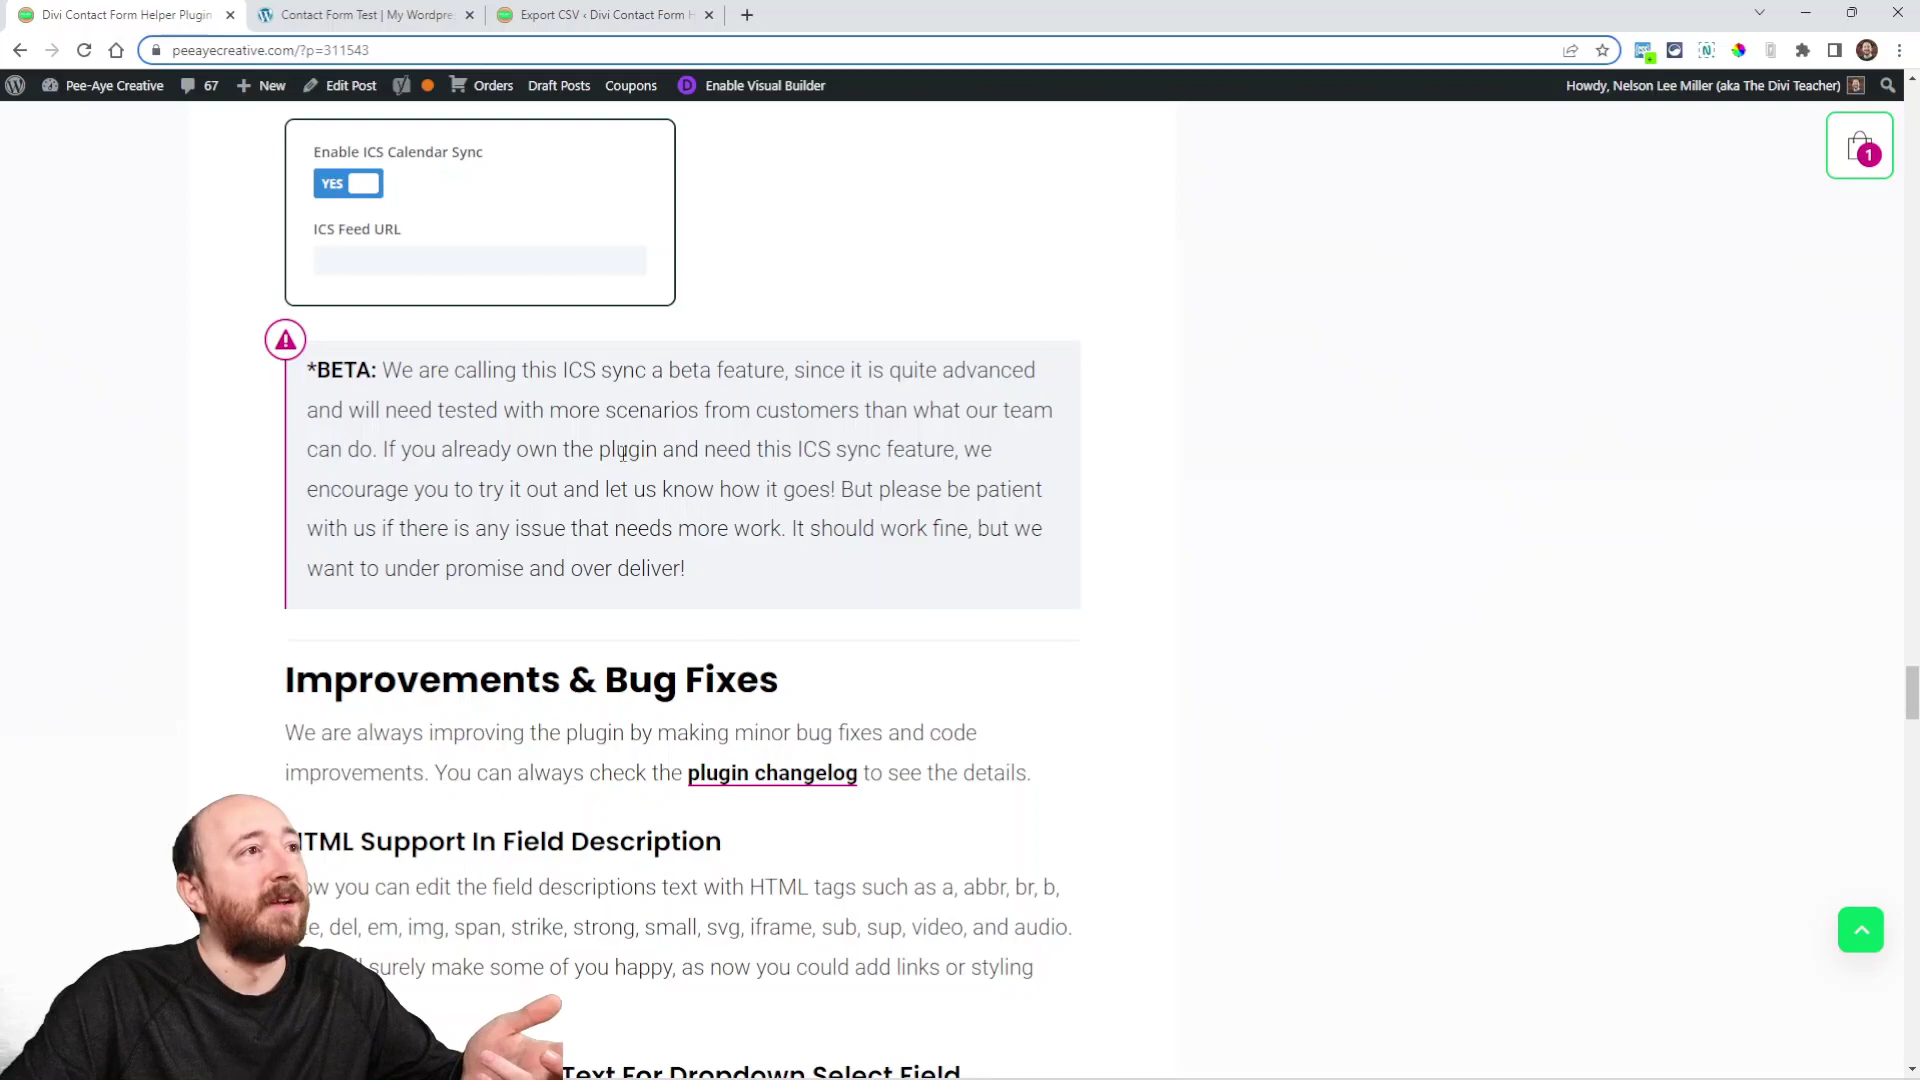 Divi Contact Form Helper Plugin
Contact Form Test | My Wordpre
Export CSV ‹ Divi Contact Form H
peeayecreative.com/?p=311543
Pee-Aye Creative
67
New
Edit Post
Orders
Draft Posts
Coupons
Enable Visual Builder
Howdy, Nelson Lee Miller (aka The Divi Teacher)
1
Enable ICS Calendar Sync
YES
ICS Feed URL
*BETA: We are calling this ICS sync a beta feature, since it is quite advanced
and will need tested with more scenarios from customers than what our team
can do. If you already own the plugin and need this ICS sync feature, we
encourage you to try it out and let us know how it goes! But please be patient
with us if there is any issue that needs more work. It should work fine, but we
want to under promise and over deliver!
Improvements & Bug Fixes
We are always improving the plugin by making minor bug fixes and code
improvements. You can always check the plugin changelog to see the details.
HTML Support In Field Description
ow you can edit the field descriptions text with HTML tags such as a, abbr, br, b,
e, del, em, img, span, strike, strong, small, svg, iframe, sub, sup, video, and audio.
surely make some of you happy, as now you could add links or styling
Text For Dropdown Select Field